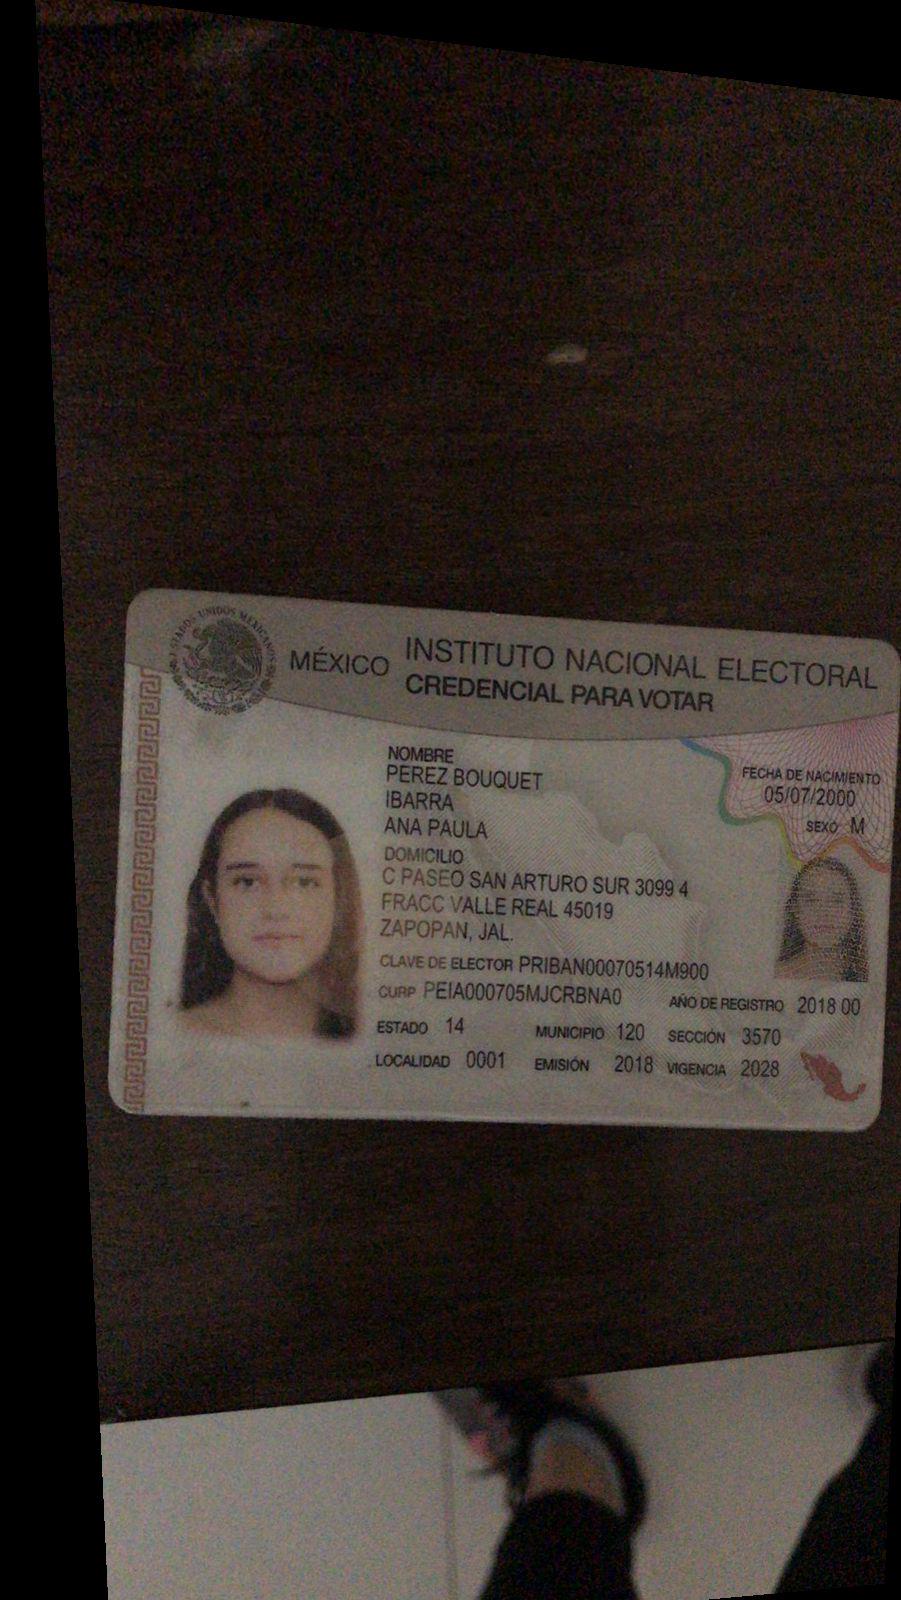 ESTADOS UNIDOS MEXICANOS
MÉXICO
INSTITUTO NACIONAL ELECTORAL
CREDENCIAL PARA VOTAR
NOMBRE
PEREZ BOUQUET
IBARRA
ANA PAULA
FECHA DE NACIMIENTO
05/07/2000
SEXO M
DOMICILIO
C PASEO SAN ARTURO SUR 3099 4
FRACC VALLE REAL 45019
ZAPOPAN, JAL.
CLAVE DE ELECTOR PRIBAN00070514M900
CURP PEIA000705MJCRBNA0 AÑO DE REGISTRO 2018 00
ESTADO 14 MUNICIPIO 120 SECCIÓN 3570
LOCALIDAD 0001 EMISIÓN 2018 VIGENCIA 2028